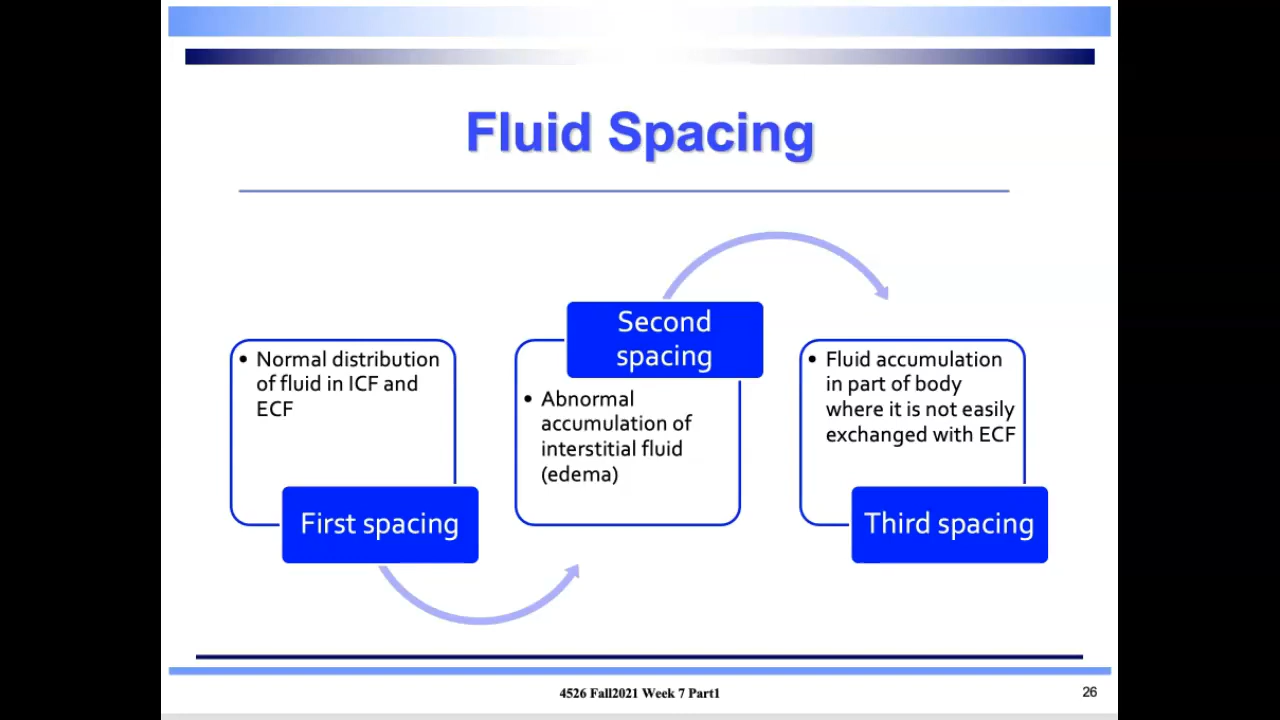 Fluid Spacing
• Normal distribution
of fluid in ICF and
ECF
First spacing
Second
spacing
• Abnormal
accumulation of
interstitial fluid
(edema)
• Fluid accumulation
in part of body
where it is not easily
exchanged with ECF
Third spacing
4526 Fall2021 Week 7 Part1
26